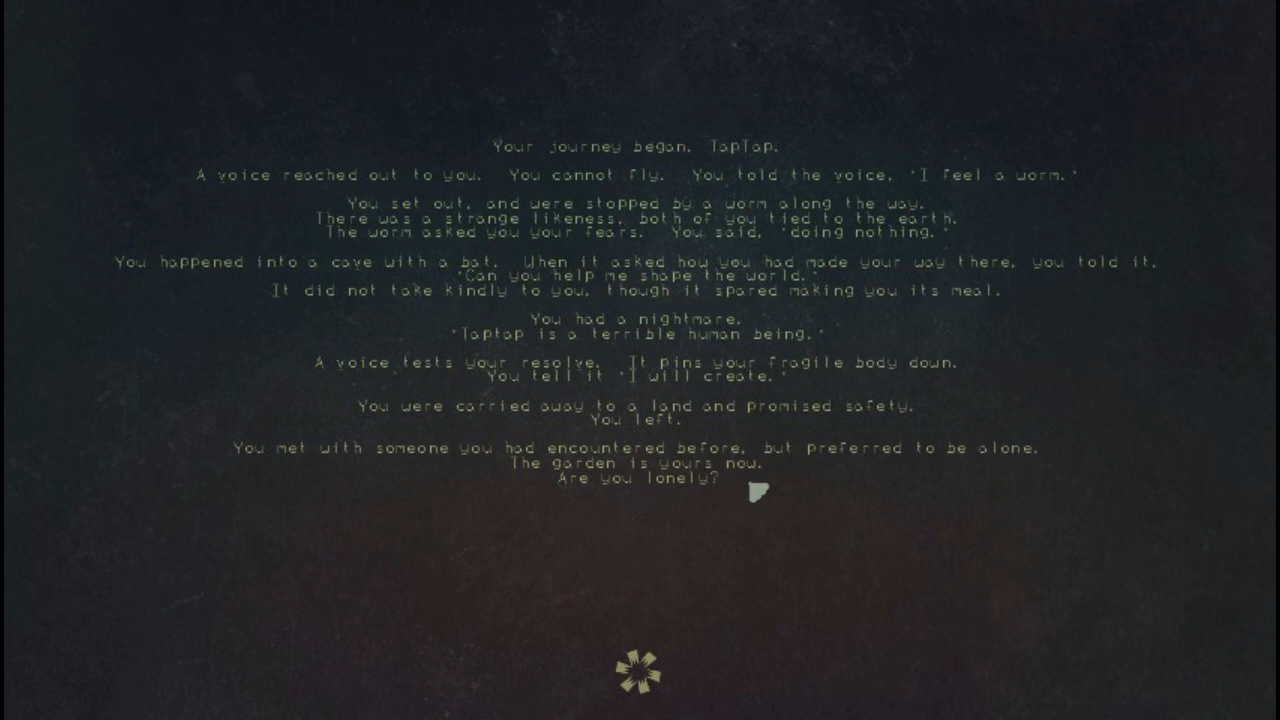 Your journey began, TapTap.
A voice reached out to you. You cannot fly. You told the voice, "I feel a worm."
You set out, and were stopped by a worm along the way.
There was a strange likeness, both of you tied to the earth.
The worm asked you your fears. You said, "doing nothing."
You happened into a cave with a bat. When it asked how you had made your way there, you told it,
"Can you help me shape the world."
It did not take kindly to you, though it spared making you its meal.
You had a nightmare.
"Taptap is a terrible human being."
A voice tests your resolve. It pins your fragile body down.
You tell it "I will create."
You were carried away to a land and promised safety.
You left.
You met with someone you had encountered before, but preferred to be alone.
The garden is yours now.
Are you lonely?